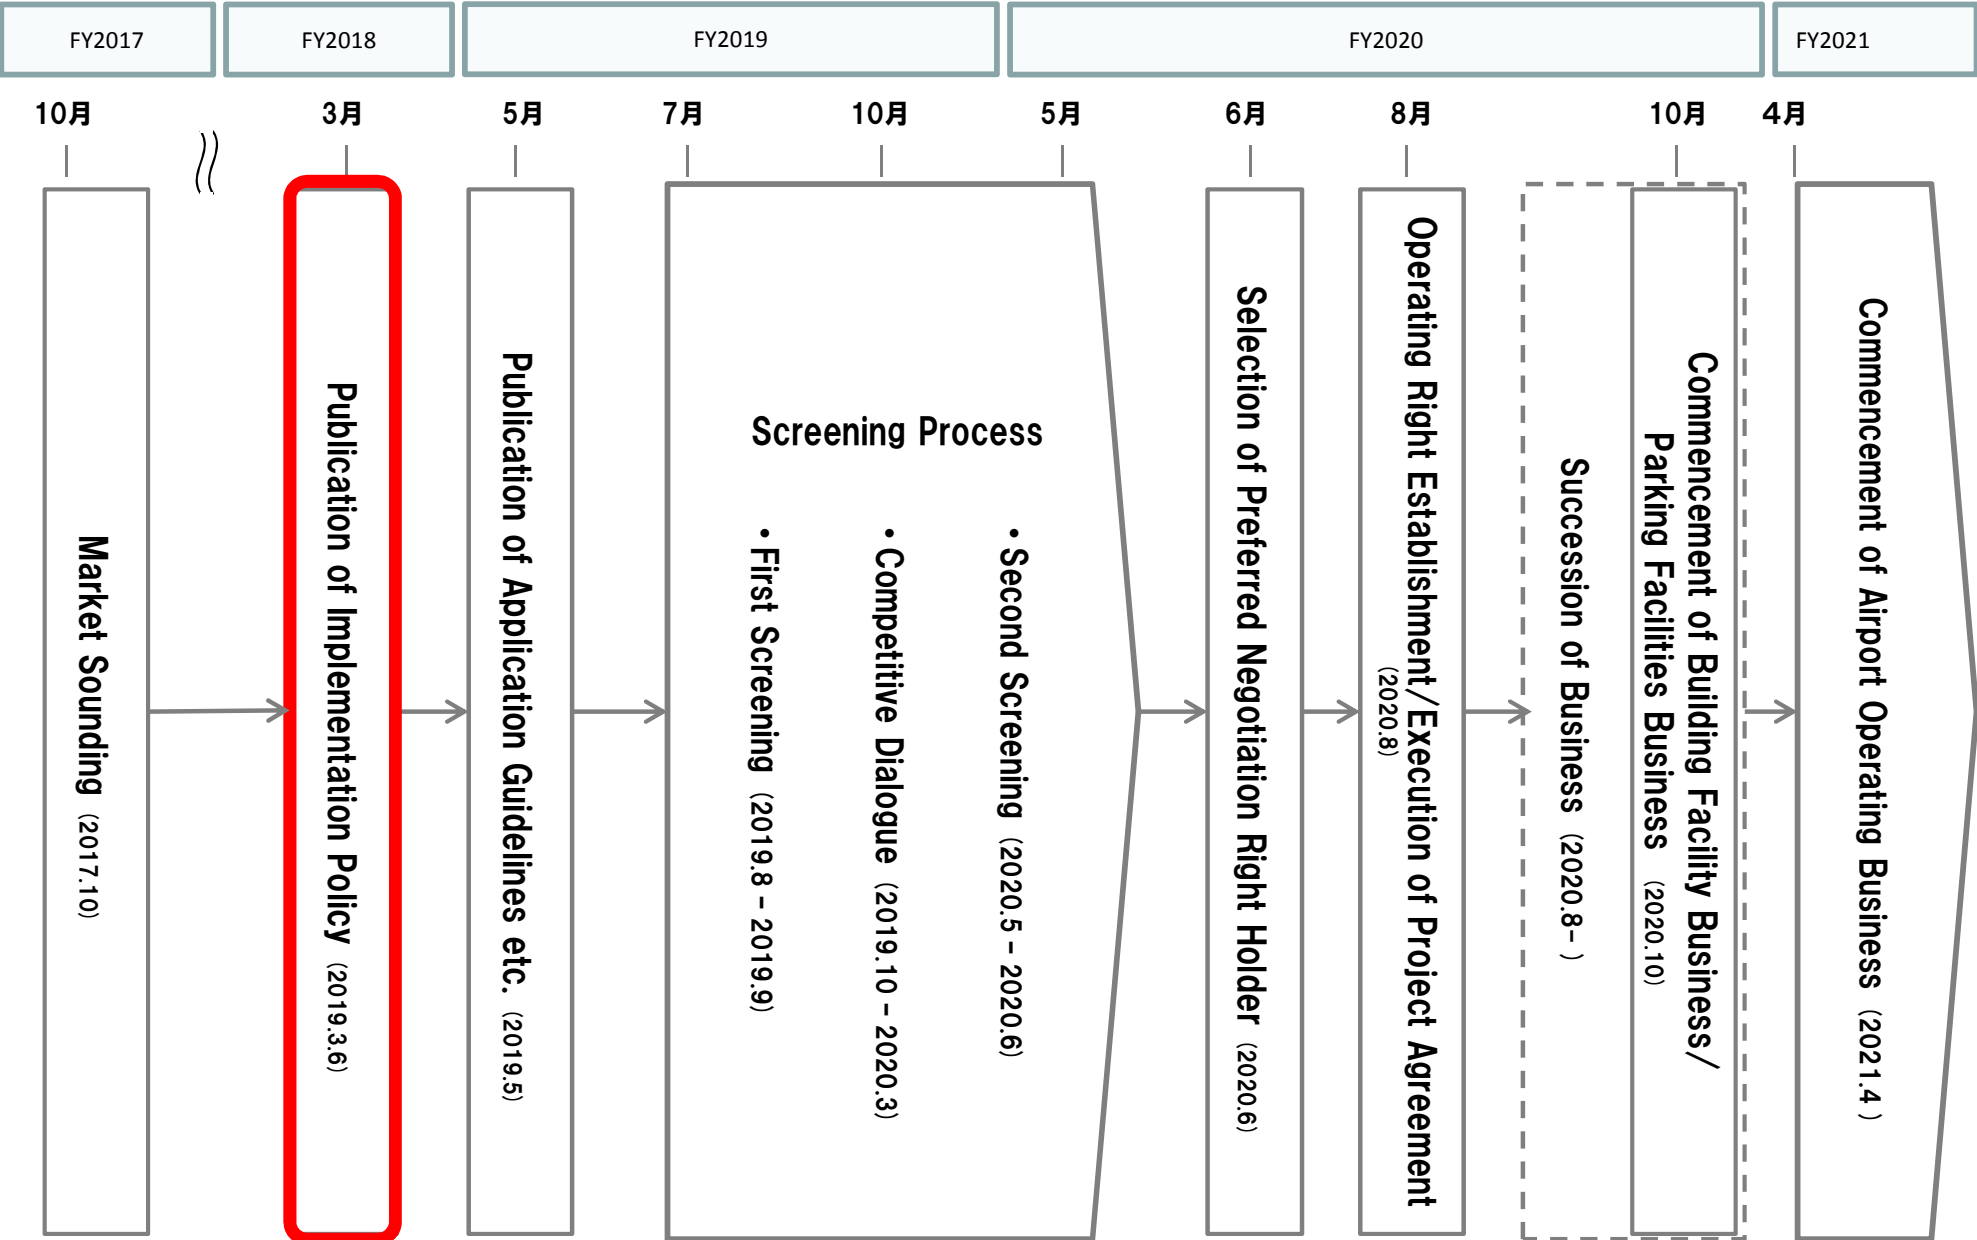 FY2017
FY2018
FY2019
FY2020
FY2021
10月
3月
5月
7月
10月
5月
6月
8月
10月
4月
Market Sounding (2017.10)
Publication of Implementation Policy (2019.3.6)
Publication of Application Guidelines etc. (2019.5)
Screening Process
・First Screening (2019.8 – 2019.9)
・Competitive Dialogue (2019.10 – 2020.3)
・Second Screening (2020.5 – 2020.6)
Selection of Preferred Negotiation Right Holder (2020.6)
Operating Right Establishment/Execution of Project Agreement
(2020.8)
Succession of Business (2020.8– )
Commencement of Building Facility Business/
Parking Facilities Business (2020.10)
Commencement of Airport Operating Business (2021.4 )